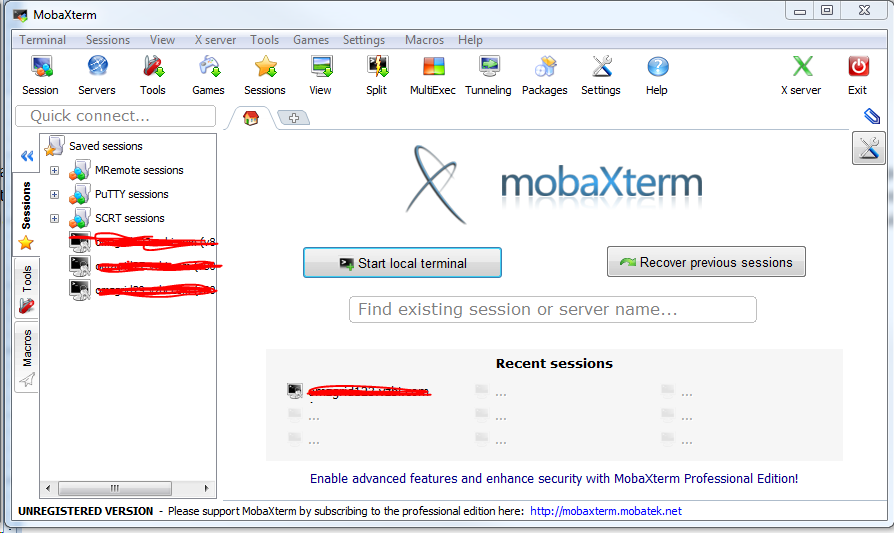 MobaXterm
Terminal Sessions View X server Tools Games Settings Macros Help
Session Servers Tools Games Sessions View Split MultiExec Tunneling Packages Settings Help X server Exit
Quick connect...
Saved sessions
MRemote sessions
PuTTY sessions
SCRT sessions
Sessions
Tools
Macros
mobaXterm
Start local terminal
Recover previous sessions
Find existing session or server name...
Recent sessions
... ...
... ... ...
... ... ...
Enable advanced features and enhance security with MobaXterm Professional Edition!
UNREGISTERED VERSION - Please support MobaXterm by subscribing to the professional edition here: http://mobaxterm.mobatek.net